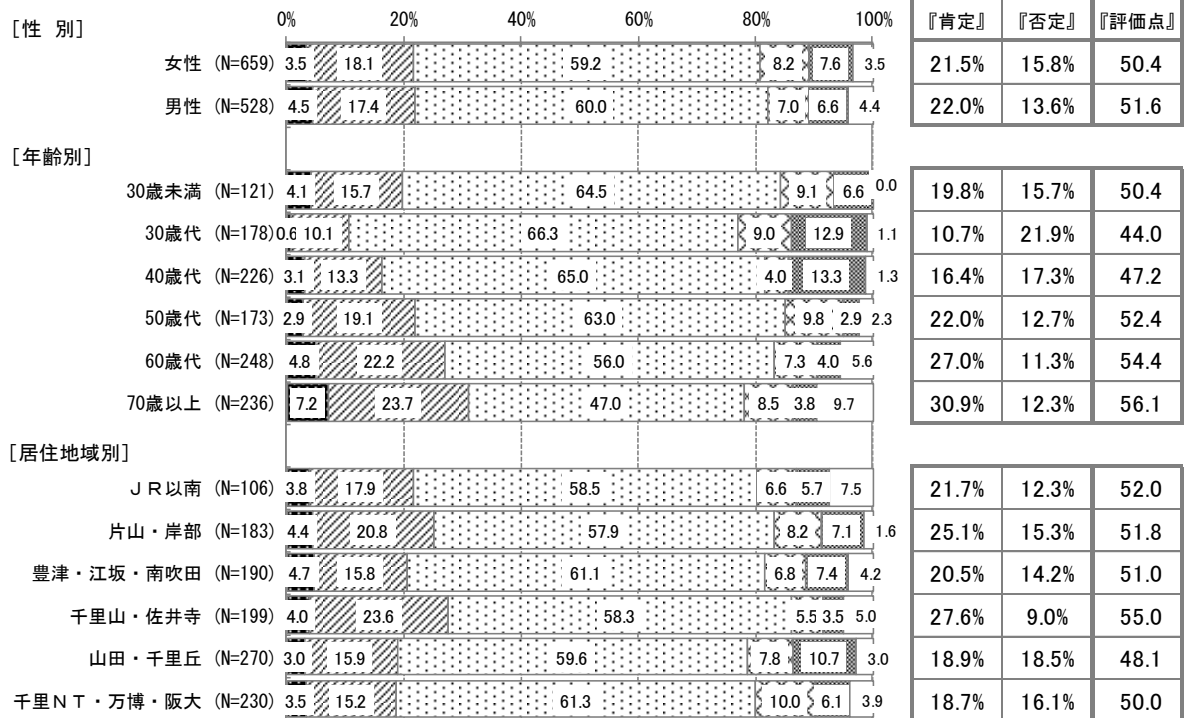 0% 20% 40% 60% 80% 100% 『肯定』 『否定』 『評価点』
[性 別]
女性 (N=659) 3.5 18.1 59.2 8.2 7.6 3.5 21.5% 15.8% 50.4
男性 (N=528) 4.5 17.4 60.0 7.0 6.6 4.4 22.0% 13.6% 51.6
[年齢別]
30歳未満 (N=121) 4.1 15.7 64.5 9.1 6.6 0.0 19.8% 15.7% 50.4
30歳代 (N=178) 0.6 10.1 66.3 9.0 12.9 1.1 10.7% 21.9% 44.0
40歳代 (N=226) 3.1 13.3 65.0 4.0 13.3 1.3 16.4% 17.3% 47.2
50歳代 (N=173) 2.9 19.1 63.0 9.8 2.9 2.3 22.0% 12.7% 52.4
60歳代 (N=248) 4.8 22.2 56.0 7.3 4.0 5.6 27.0% 11.3% 54.4
70歳以上 (N=236) 7.2 23.7 47.0 8.5 3.8 9.7 30.9% 12.3% 56.1
[居住地域別]
ＪＲ以南 (N=106) 3.8 17.9 58.5 6.6 5.7 7.5 21.7% 12.3% 52.0
片山・岸部 (N=183) 4.4 20.8 57.9 8.2 7.1 1.6 25.1% 15.3% 51.8
豊津・江坂・南吹田 (N=190) 4.7 15.8 61.1 6.8 7.4 4.2 20.5% 14.2% 51.0
千里山・佐井寺 (N=199) 4.0 23.6 58.3 5.5 3.5 5.0 27.6% 9.0% 55.0
山田・千里丘 (N=270) 3.0 15.9 59.6 7.8 10.7 3.0 18.9% 18.5% 48.1
千里ＮＴ・万博・阪大 (N=230) 3.5 15.2 61.3 10.0 6.1 3.9 18.7% 16.1% 50.0